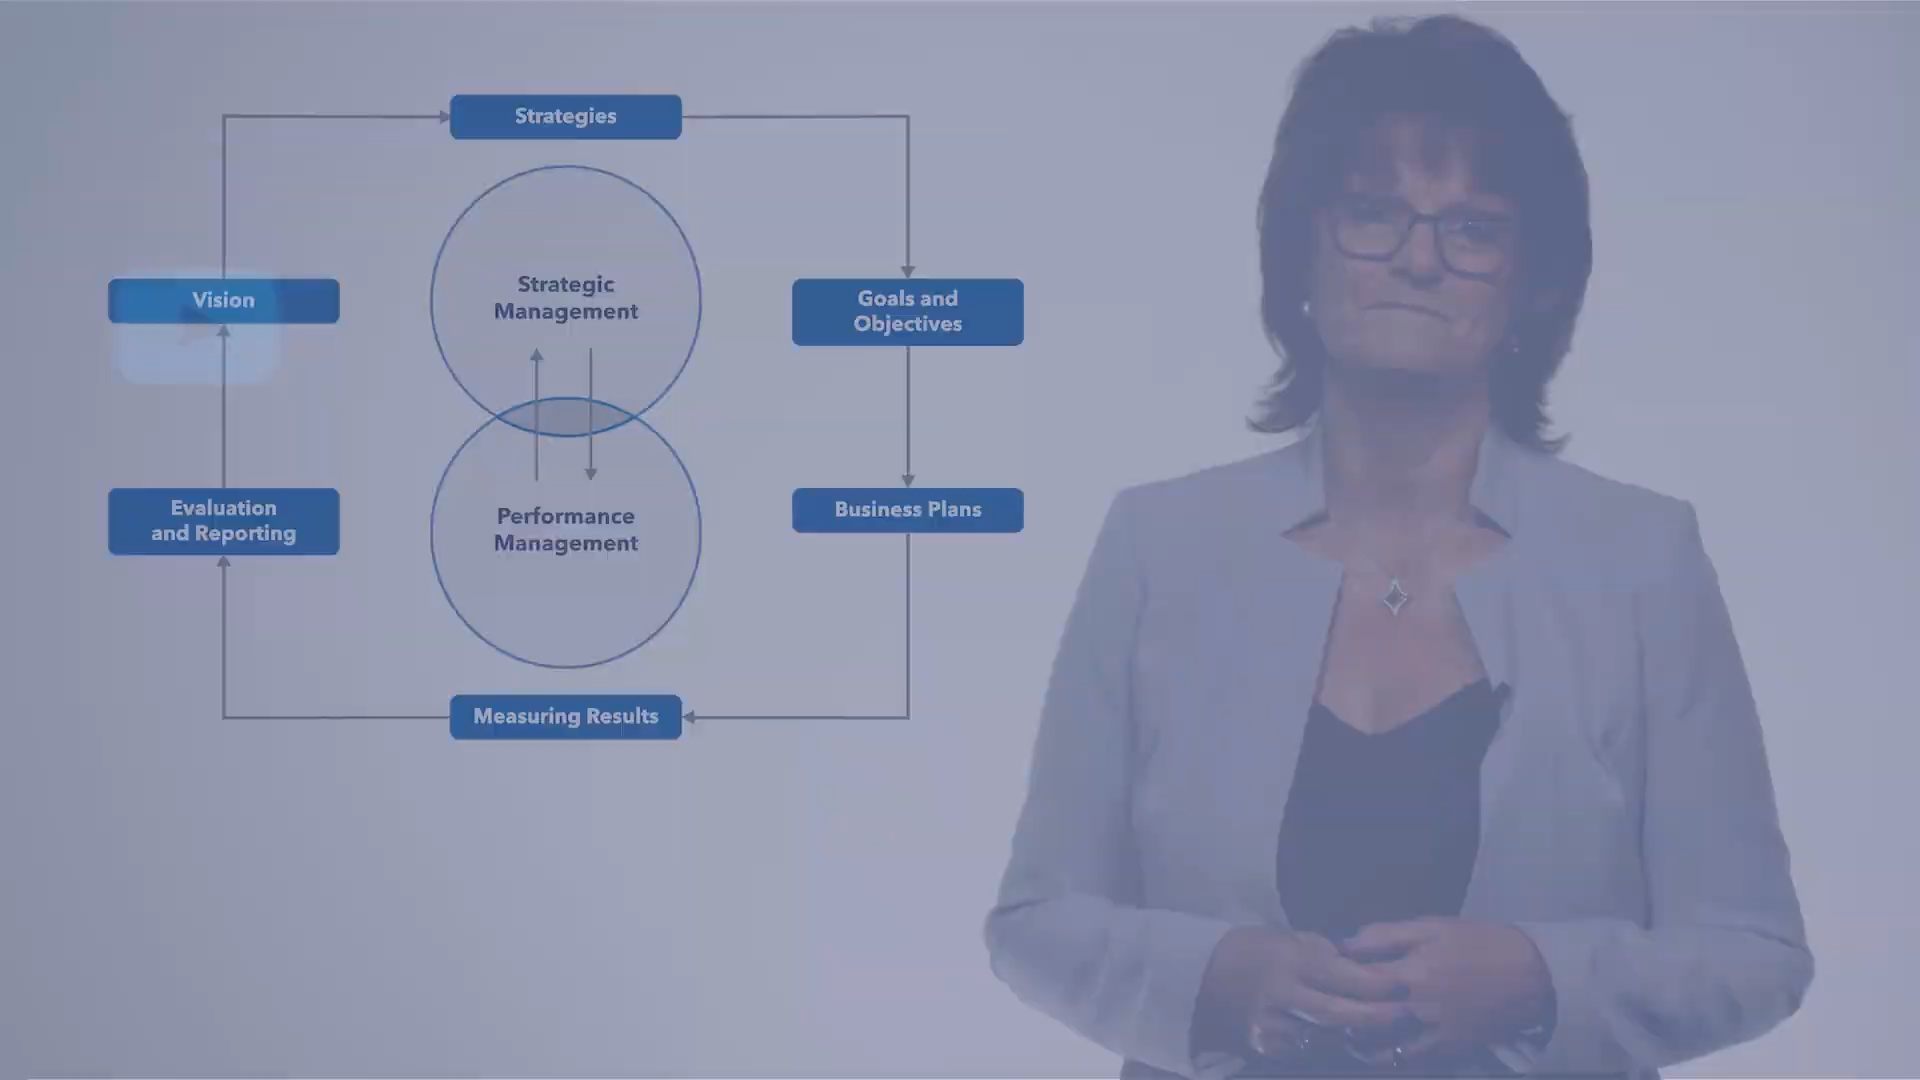 Strategies
Strategic
Management
Vision
Goals and
Objectives
Evaluation
and Reporting
Performance
Management
Business Plans
Measuring Results